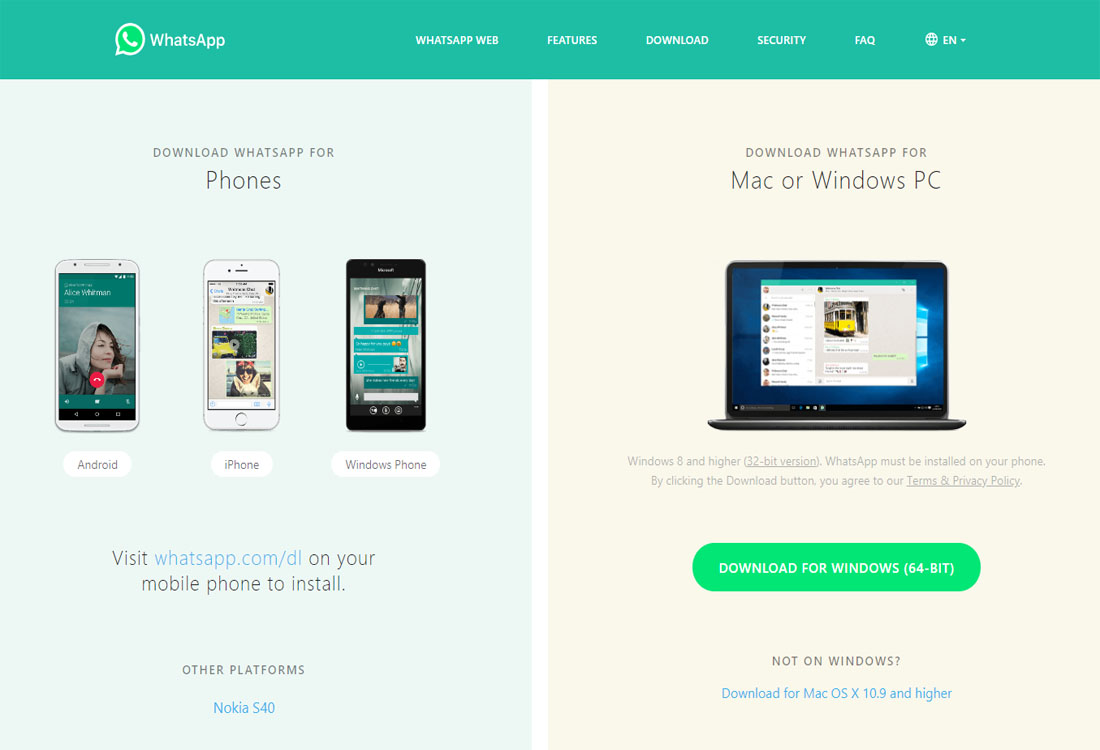 WhatsApp
WHATSAPP WEB
FEATURES
DOWNLOAD
SECURITY
FAQ
EN
DOWNLOAD WHATSAPP FOR
Phones
Alice Whitman
Microsoft
Android
iPhone
Windows Phone
Visit whatsapp.com/dl on your
mobile phone to install.
OTHER PLATFORMS
Nokia S40
DOWNLOAD WHATSAPP FOR
Mac or Windows PC
Windows 8 and higher (32-bit version). WhatsApp must be installed on your phone.
By clicking the Download button, you agree to our Terms & Privacy Policy.
DOWNLOAD FOR WINDOWS (64-BIT)
NOT ON WINDOWS?
Download for Mac OS X 10.9 and higher